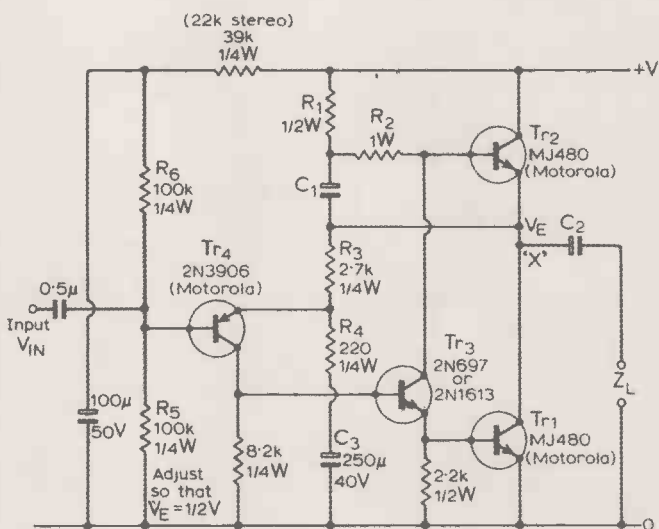 (22k stereo)
39k
1/4W
+V
R1
1/2W
R2
1W
Tr2
MJ480
(Motorola)
R6
100k
1/4W
C1
VE
C2
'X'
Tr4
2N3906
(Motorola)
R3
2·7k
1/4W
0·5μ
Input
VIN
R4
220
1/4W
Tr3
2N697
or
2N1613
ZL
100μ
50V
R5
100k
1/4W
Adjust
so that
VE=1/2V
8·2k
1/4W
C3
250μ
40V
2·2k
1/2W
Tr1
MJ480
(Motorola)
0